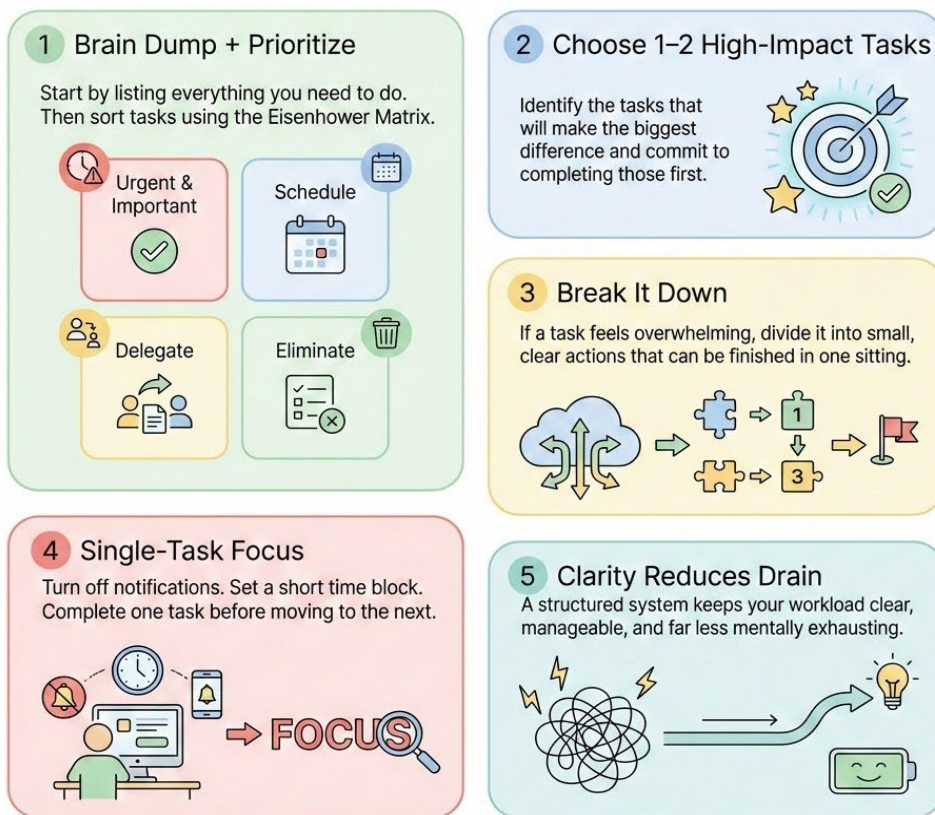 1 Brain Dump + Prioritize
Start by listing everything you need to do.
Then sort tasks using the Eisenhower Matrix.
Urgent &
Important
Schedule
Delegate
Eliminate
2 Choose 1–2 High-Impact Tasks
Identify the tasks that
will make the biggest
difference and commit to
completing those first.
3 Break It Down
If a task feels overwhelming, divide it into small,
clear actions that can be finished in one sitting.
1
3
4 Single-Task Focus
Turn off notifications. Set a short time block.
Complete one task before moving to the next.
FOCUS
5 Clarity Reduces Drain
A structured system keeps your workload clear,
manageable, and far less mentally exhausting.